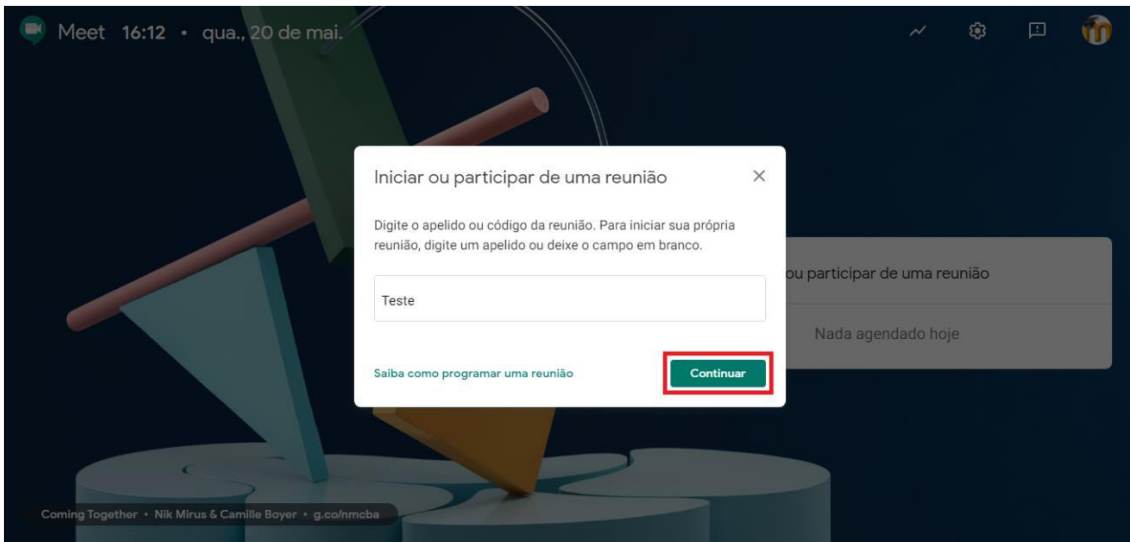 Meet 16:12 • qua., 20 de mai.
Iniciar ou participar de uma reunião
Digite o apelido ou código da reunião. Para iniciar sua própria
reunião, digite um apelido ou deixe o campo em branco.
Teste
Saiba como programar uma reunião
Continuar
ou participar de uma reunião
Nada agendado hoje
Coming Together • Nik Mirus & Camille Boyer • g.co/nmcba